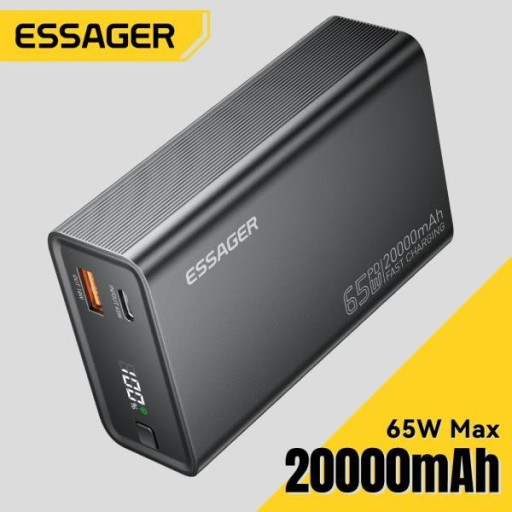 ESSAGER
ESSAGER
65W PD
20000mAh
FAST CHARGING
100%
65W Max
20000mAh